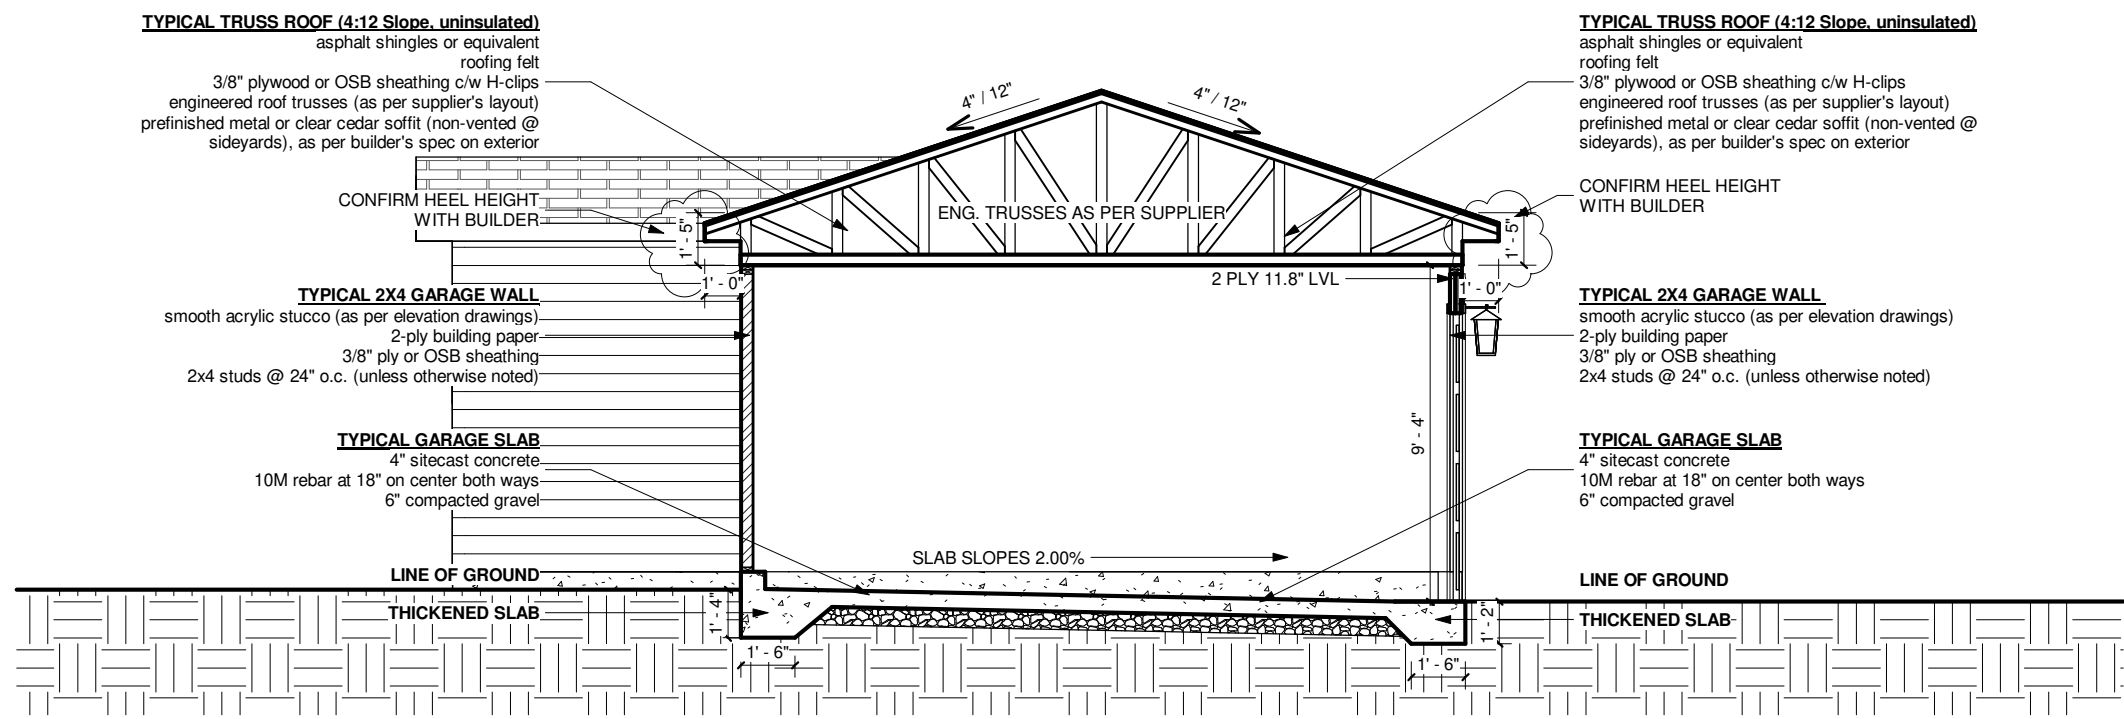 TYPICAL TRUSS ROOF (4:12 Slope, uninsulated)
asphalt shingles or equivalent
roofing felt
3/8" plywood or OSB sheathing c/w H-clips
engineered roof trusses (as per supplier's layout)
prefinished metal or clear cedar soffit (non-vented @
sideyards), as per builder's spec on exterior
CONFIRM HEEL HEIGHT
WITH BUILDER
TYPICAL 2X4 GARAGE WALL
smooth acrylic stucco (as per elevation drawings)
2-ply building paper
3/8" ply or OSB sheathing
2x4 studs @ 24" o.c. (unless otherwise noted)
TYPICAL GARAGE SLAB
4" sitecast concrete
10M rebar at 18" on center both ways
6" compacted gravel
LINE OF GROUND
THICKENED SLAB
4" / 12"
4" / 12"
ENG. TRUSSES AS PER SUPPLIER
1' - 5"
1' - 0"
2 PLY 11.8" LVL
1' - 5"
1' - 0"
9' - 4"
SLAB SLOPES 2.00%
1' - 4"
1' - 6"
1' - 2"
1' - 6"
TYPICAL TRUSS ROOF (4:12 Slope, uninsulated)
asphalt shingles or equivalent
roofing felt
3/8" plywood or OSB sheathing c/w H-clips
engineered roof trusses (as per supplier's layout)
prefinished metal or clear cedar soffit (non-vented @
sideyards), as per builder's spec on exterior
CONFIRM HEEL HEIGHT
WITH BUILDER
TYPICAL 2X4 GARAGE WALL
smooth acrylic stucco (as per elevation drawings)
2-ply building paper
3/8" ply or OSB sheathing
2x4 studs @ 24" o.c. (unless otherwise noted)
TYPICAL GARAGE SLAB
4" sitecast concrete
10M rebar at 18" on center both ways
6" compacted gravel
LINE OF GROUND
THICKENED SLAB